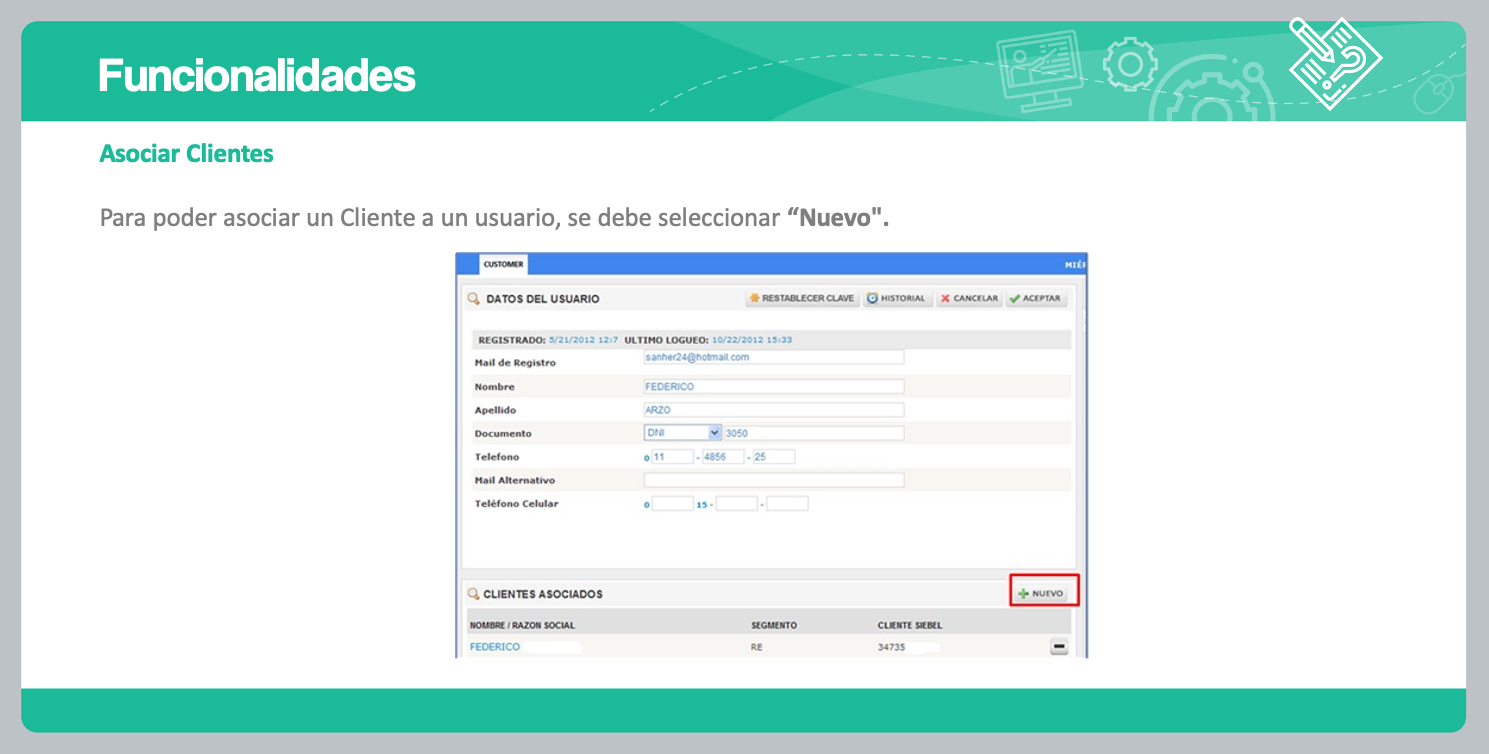 Funcionalidades
Asociar Clientes
Para poder asociar un Cliente a un usuario, se debe seleccionar “Nuevo".
CUSTOMER
MIÉR
DATOS DEL USUARIO RESTABLECER CLAVE HISTORIAL CANCELAR ACEPTAR
REGISTRADO: 5/21/2012 12:7 ULTIMO LOGUEO: 10/22/2012 15:33
Mail de Registro sanher24@hotmail.com
Nombre FEDERICO
Apellido ARZO
Documento DNI 3050
Telefono 0 11 - 4856 - 25
Mail Alternativo
Teléfono Celular 0 15 - -
CLIENTES ASOCIADOS NUEVO
NOMBRE / RAZON SOCIAL SEGMENTO CLIENTE SIEBEL
FEDERICO RE 34735